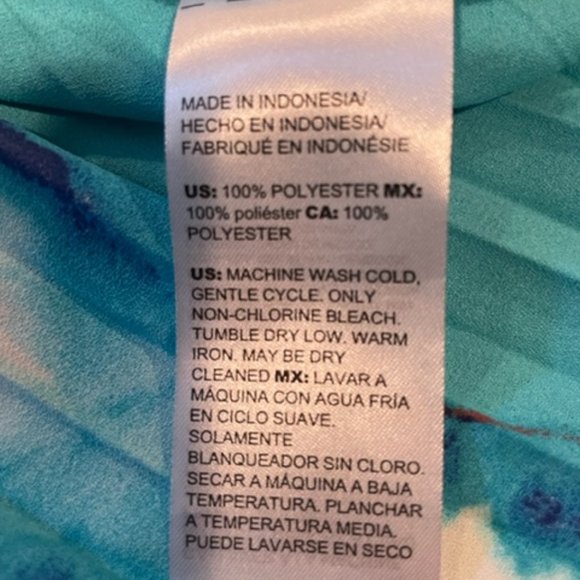 MADE IN INDONESIA/
HECHO EN INDONESIA/
FABRIQUÉ EN INDONÉSIE
US: 100% POLYESTER MX:
100% poliéster CA: 100%
POLYESTER
US: MACHINE WASH COLD,
GENTLE CYCLE. ONLY
NON-CHLORINE BLEACH.
TUMBLE DRY LOW. WARM
IRON. MAY BE DRY
CLEANED MX: LAVAR A
MÁQUINA CON AGUA FRÍA
EN CICLO SUAVE.
SOLAMENTE
BLANQUEADOR SIN CLORO.
SECAR A MÁQUINA A BAJA
TEMPERATURA. PLANCHAR
A TEMPERATURA MEDIA.
PUEDE LAVARSE EN SECO